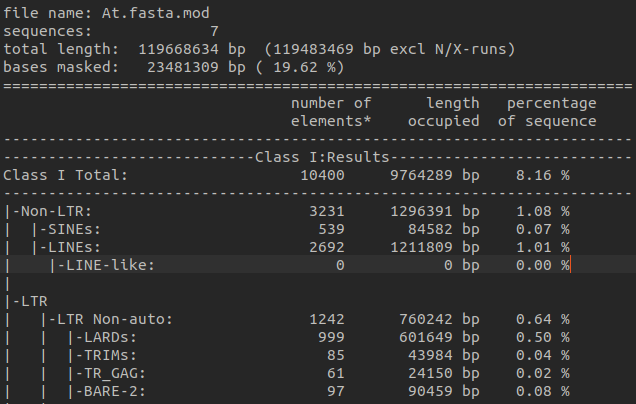 file name: At.fasta.mod
sequences:             7
total length:  119668634 bp  (119483469 bp excl N/X-runs)
bases masked:   23481309 bp ( 19.62 %)
======================================================================
                                number of      length   percentage
                                elements*    occupied  of sequence
----------------------------------------------------------------------
----------------------------Class I:Results---------------------------
Class I Total:                   10400     9764289 bp    8.16 %
----------------------------------------------------------------------
|-Non-LTR:                        3231     1296391 bp    1.08 %
|  |-SINEs:                        539       84582 bp    0.07 %
|  |-LINEs:                       2692     1211809 bp    1.01 %
|    |-LINE-like:                    0           0 bp    0.00 %
|
|-LTR
|   |-LTR Non-auto:               1242      760242 bp    0.64 %
|   |  |-LARDs:                    999      601649 bp    0.50 %
|   |  |-TRIMs:                     85       43984 bp    0.04 %
|   |  |-TR_GAG:                    61       24150 bp    0.02 %
|   |  |-BARE-2:                    97       90459 bp    0.08 %